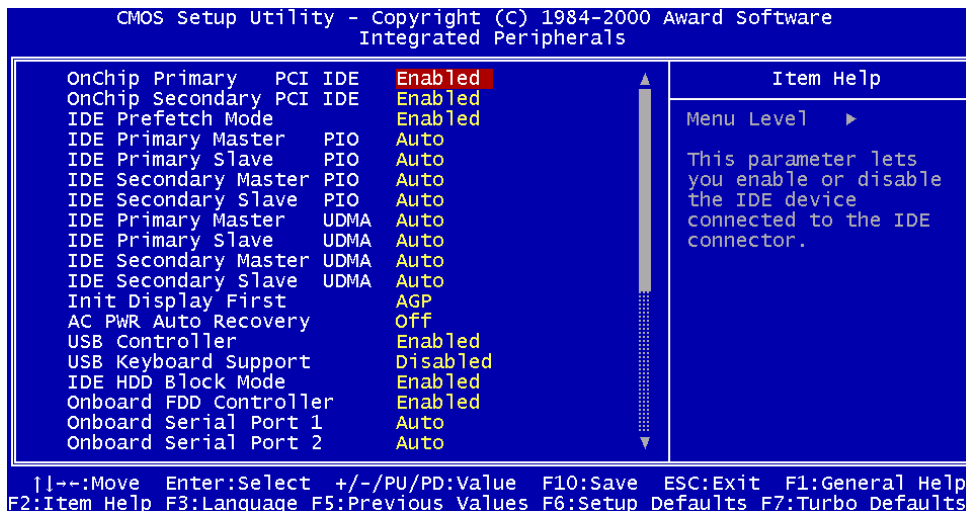 CMOS Setup Utility - Copyright (C) 1984-2000 Award Software
Integrated Peripherals
OnChip Primary PCI IDE Enabled
OnChip Secondary PCI IDE Enabled
IDE Prefetch Mode Enabled
IDE Primary Master PIO Auto
IDE Primary Slave PIO Auto
IDE Secondary Master PIO Auto
IDE Secondary Slave PIO Auto
IDE Primary Master UDMA Auto
IDE Primary Slave UDMA Auto
IDE Secondary Master UDMA Auto
IDE Secondary Slave UDMA Auto
Init Display First AGP
AC PWR Auto Recovery Off
USB Controller Enabled
USB Keyboard Support Disabled
IDE HDD Block Mode Enabled
Onboard FDD Controller Enabled
Onboard Serial Port 1 Auto
Onboard Serial Port 2 Auto
Item Help
Menu Level ►
This parameter lets
you enable or disable
the IDE device
connected to the IDE
connector.
↑↓→←:Move Enter:Select +/-/PU/PD:Value F10:Save ESC:Exit F1:General Help
F2:Item Help F3:Language F5:Previous Values F6:Setup Defaults F7:Turbo Defaults